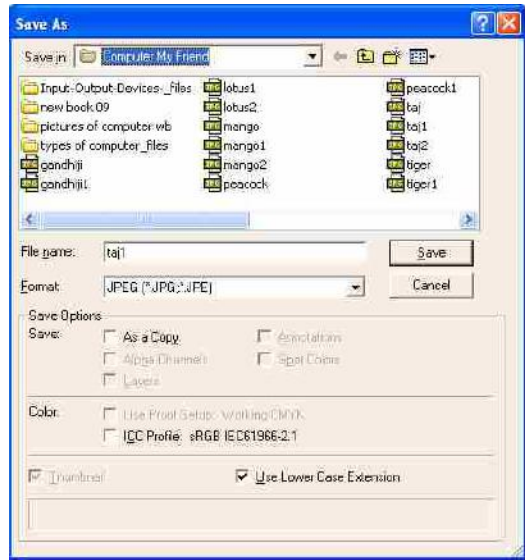 Save As
Save in: Computer My Friend
Input-Output-Devices-_files lotus1 peacock1
new book 09 lotus2 taj
pictures of computer wb mango taj1
types of computer_files mango1 taj2
gandhiji mango2 tiger
gandhiji1 peacock tiger1
File name: taj1 Save
Format: JPEG (*.JPG;*.JPE) Cancel
Save Options
Save: As a Copy Annotations
Alpha Channels Spot Colors
Layers
Color: Use Proof Setup: Working CMYK
ICC Profile: sRGB IEC61966-2.1
Thumbnail Use Lower Case Extension